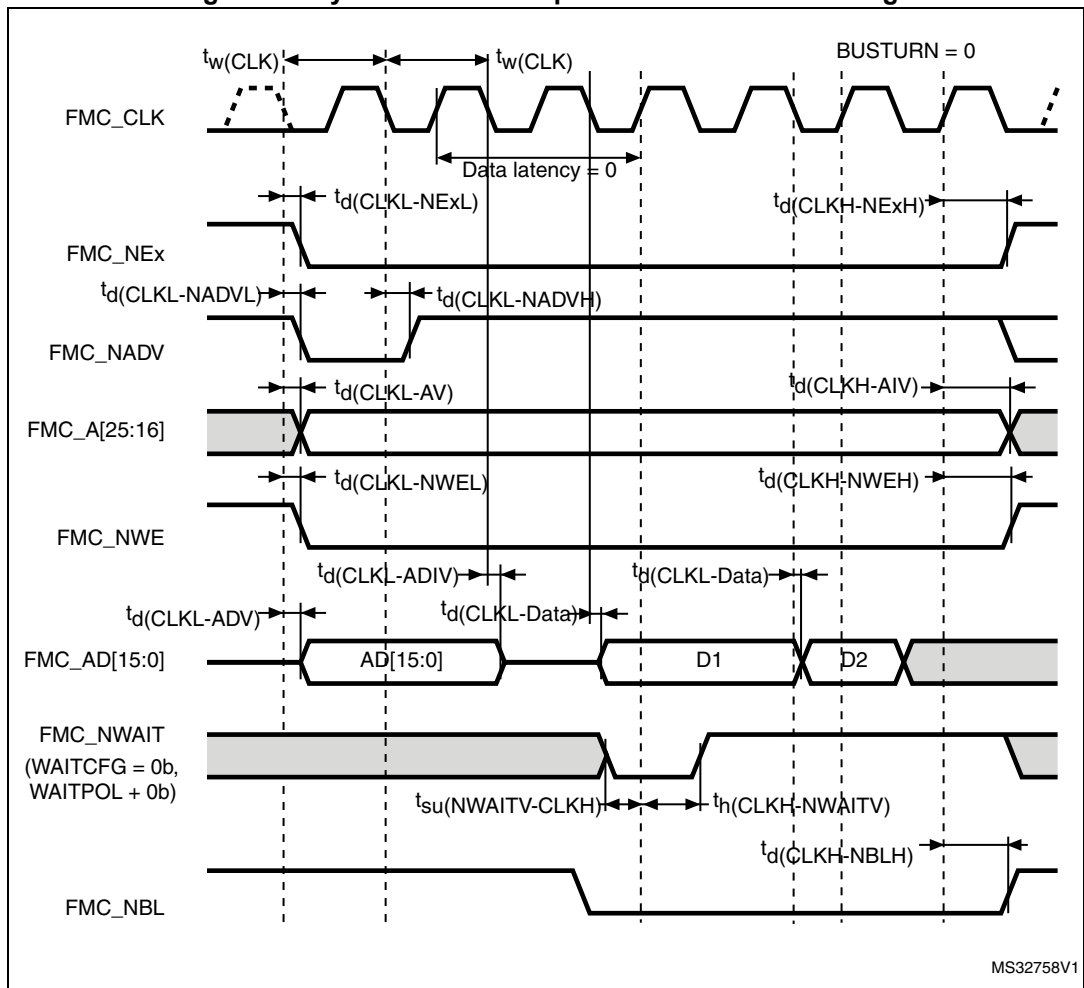 tw(CLK)
tw(CLK)
BUSTURN = 0
FMC_CLK
Data latency = 0
td(CLKL-NExL)
td(CLKH-NExH)
FMC_NEx
td(CLKL-NADVL)
td(CLKL-NADVH)
FMC_NADV
td(CLKL-AV)
td(CLKH-AIV)
FMC_A[25:16]
td(CLKL-NWEL)
td(CLKH-NWEH)
FMC_NWE
td(CLKL-ADIV)
td(CLKL-Data)
td(CLKL-ADV)
td(CLKL-Data)
FMC_AD[15:0]
AD[15:0]
D1
D2
FMC_NWAIT
(WAITCFG = 0b,
WAITPOL + 0b)
tsu(NWAITV-CLKH)
th(CLKH-NWAITV)
td(CLKH-NBLH)
FMC_NBL
MS32758V1